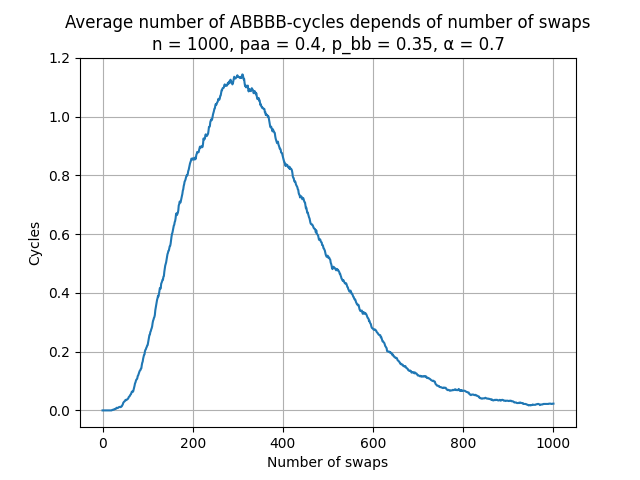 Average number of ABBBB-cycles depends of number of swaps
n = 1000, paa = 0.4, p_bb = 0.35, α = 0.7
1.2
1.0
0.8
0.6
0.4
0.2
0.0
Cycles
0 200 400 600 800 1000
Number of swaps